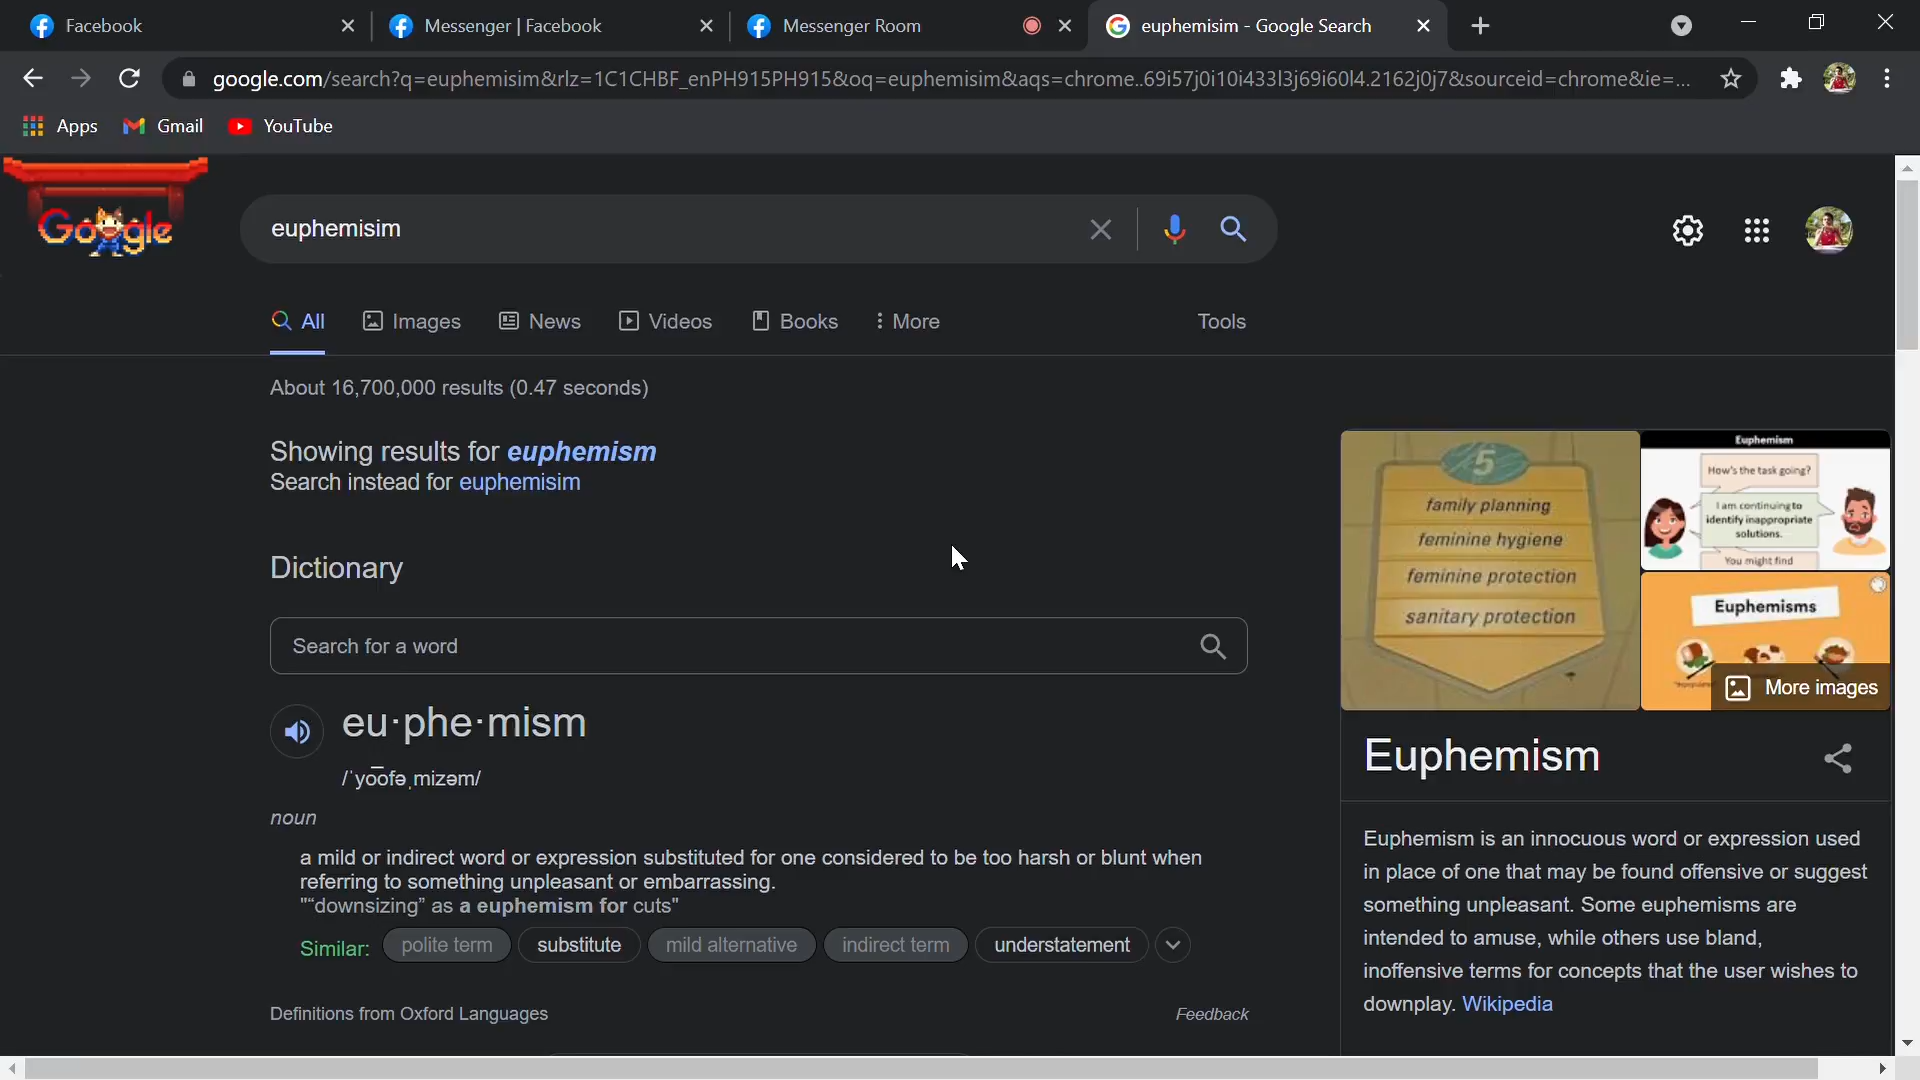 Facebook
Messenger | Facebook
Messenger Room
euphemisim - Google Search
google.com/search?q=euphemisim&rlz=1C1CHBF_enPH915PH915&oq=euphemisim&aqs=chrome..69i57j0i10i433l3j69i60l4.2162j0j7&sourceid=chrome&ie=...
Apps
Gmail
YouTube
Google
euphemisim
All
Images
News
Videos
Books
More
Tools
About 16,700,000 results (0.47 seconds)
Showing results for euphemism
Search instead for euphemisim
Dictionary
Search for a word
eu·phe·mism
/ˈyo͞ofəˌmizəm/
noun
a mild or indirect word or expression substituted for one considered to be too harsh or blunt when
referring to something unpleasant or embarrassing.
"“downsizing” as a euphemism for cuts"
Similar:
polite term
substitute
mild alternative
indirect term
understatement
Definitions from Oxford Languages
Feedback
5
family planning
feminine hygiene
feminine protection
sanitary protection
Euphemism
How's the task going?
I am continuing to
identify inappropriate
solutions.
You might find
Euphemisms
More images
Euphemism
Euphemism is an innocuous word or expression used
in place of one that may be found offensive or suggest
something unpleasant. Some euphemisms are
intended to amuse, while others use bland,
inoffensive terms for concepts that the user wishes to
downplay. Wikipedia